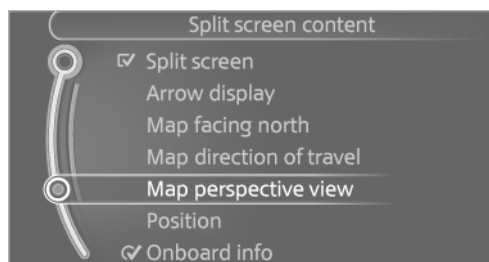 Split screen content
Split screen
Arrow display
Map facing north
Map direction of travel
Map perspective view
Position
Onboard info